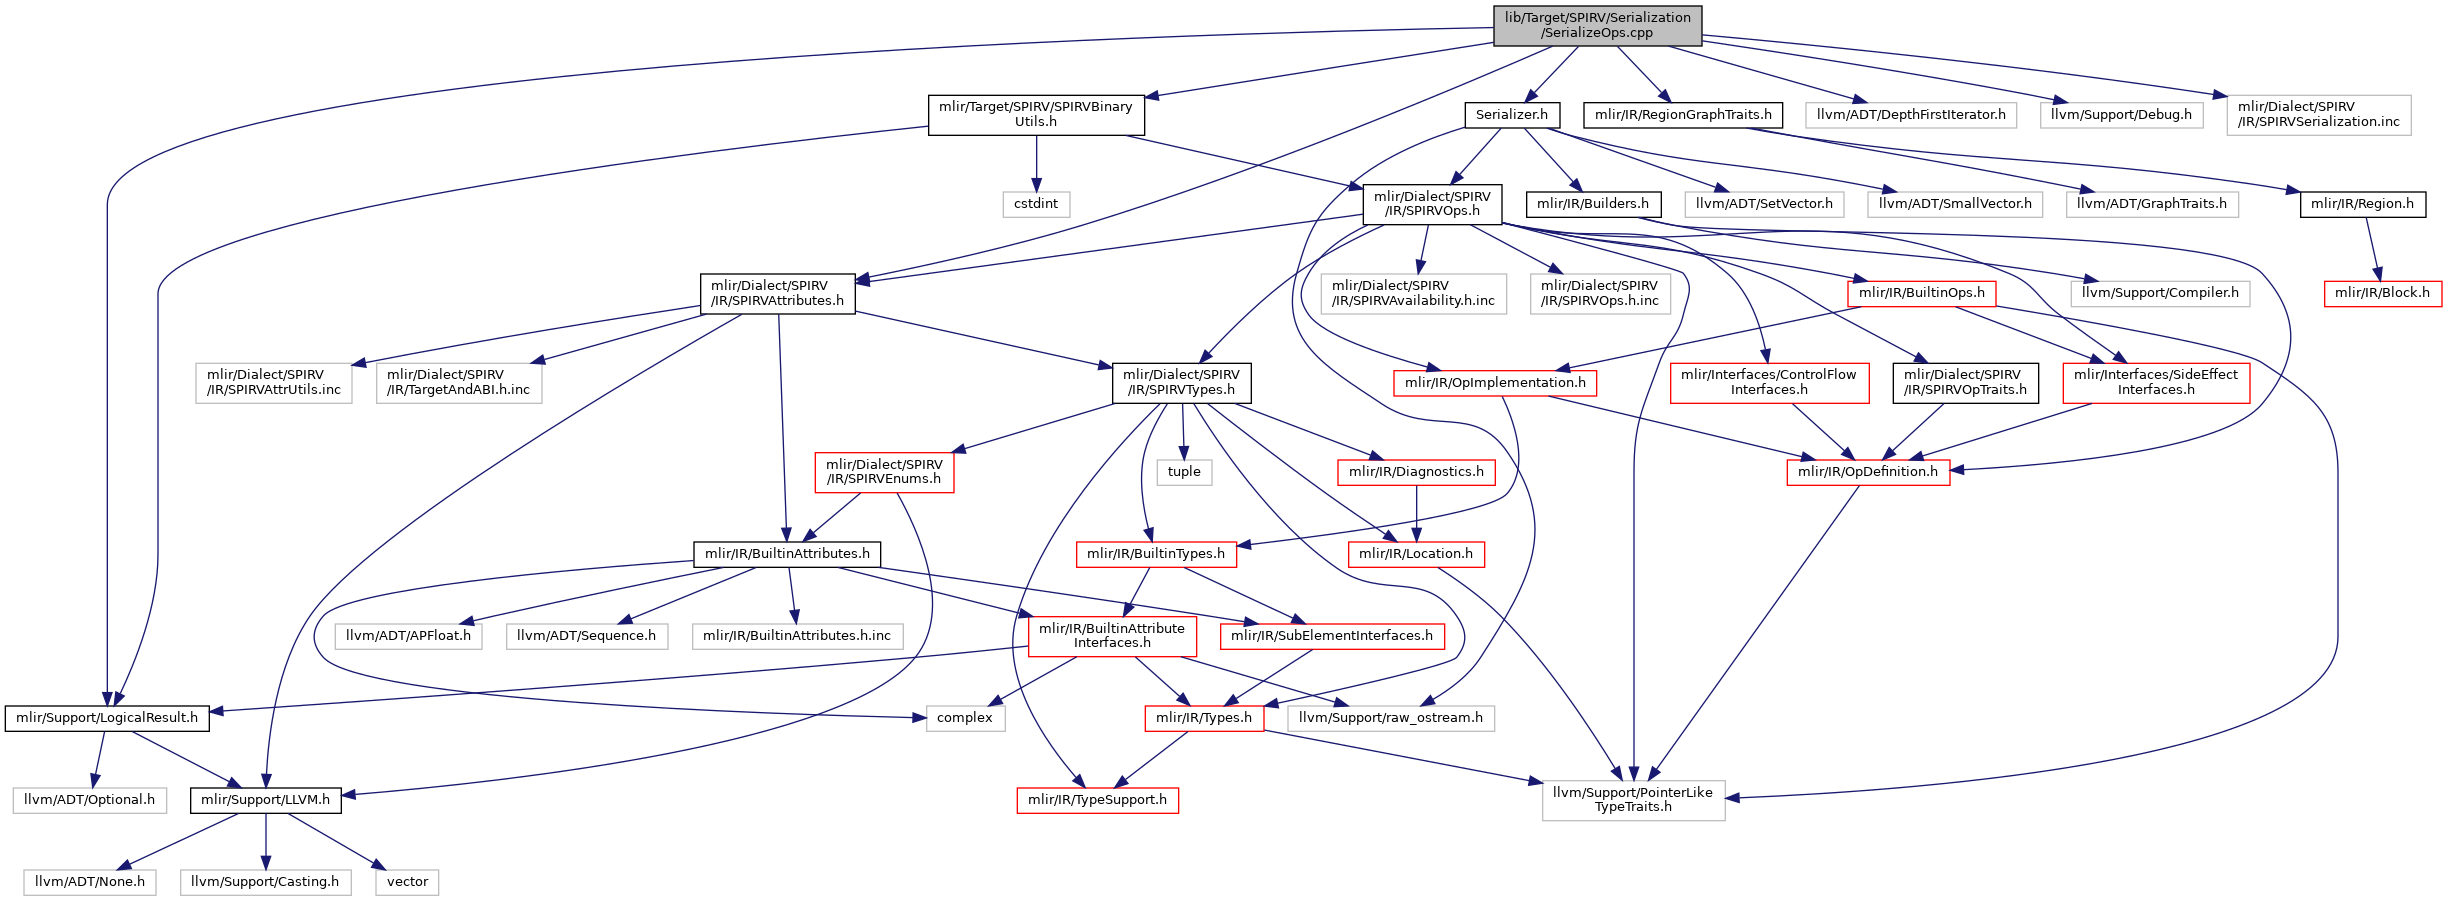 lib/Target/SPIRV/Serialization
/SerializeOps.cpp
mlir/Target/SPIRV/SPIRVBinary
Utils.h
Serializer.h
mlir/IR/RegionGraphTraits.h
llvm/ADT/DepthFirstIterator.h
llvm/Support/Debug.h
mlir/Dialect/SPIRV
/IR/SPIRVSerialization.inc
cstdint
mlir/Dialect/SPIRV
/IR/SPIRVOps.h
mlir/IR/Builders.h
llvm/ADT/SetVector.h
llvm/ADT/SmallVector.h
llvm/ADT/GraphTraits.h
mlir/IR/Region.h
mlir/Dialect/SPIRV
/IR/SPIRVAttributes.h
mlir/Dialect/SPIRV
/IR/SPIRVAvailability.h.inc
mlir/Dialect/SPIRV
/IR/SPIRVOps.h.inc
mlir/IR/BuiltinOps.h
llvm/Support/Compiler.h
mlir/IR/Block.h
mlir/Dialect/SPIRV
/IR/SPIRVAttrUtils.inc
mlir/Dialect/SPIRV
/IR/TargetAndABI.h.inc
mlir/Dialect/SPIRV
/IR/SPIRVTypes.h
mlir/IR/OpImplementation.h
mlir/Interfaces/ControlFlow
Interfaces.h
mlir/Dialect/SPIRV
/IR/SPIRVOpTraits.h
mlir/Interfaces/SideEffect
Interfaces.h
mlir/Dialect/SPIRV
/IR/SPIRVEnums.h
tuple
mlir/IR/Diagnostics.h
mlir/IR/OpDefinition.h
mlir/IR/BuiltinAttributes.h
mlir/IR/BuiltinTypes.h
mlir/IR/Location.h
llvm/ADT/APFloat.h
llvm/ADT/Sequence.h
mlir/IR/BuiltinAttributes.h.inc
mlir/IR/BuiltinAttribute
Interfaces.h
mlir/IR/SubElementInterfaces.h
mlir/Support/LogicalResult.h
complex
mlir/IR/Types.h
llvm/Support/raw_ostream.h
llvm/ADT/Optional.h
mlir/Support/LLVM.h
mlir/IR/TypeSupport.h
llvm/Support/PointerLike
TypeTraits.h
llvm/ADT/None.h
llvm/Support/Casting.h
vector